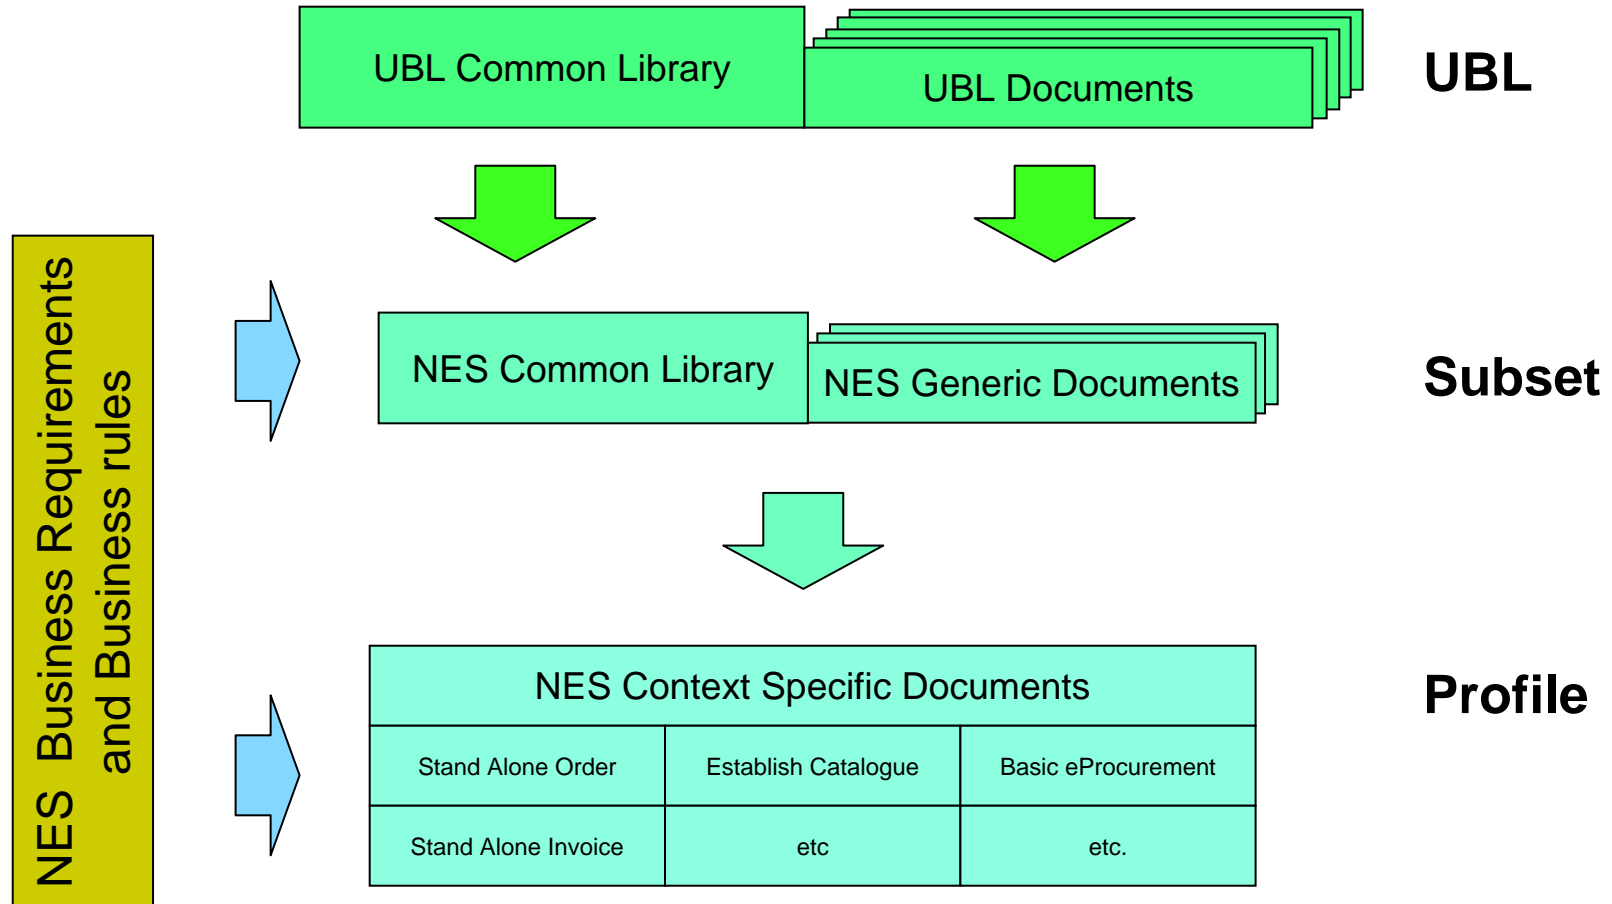 UBL Common Library
UBL Documents
UBL
NES Business Requirements
and Business rules
NES Common Library
NES Generic Documents
Subset
NES Context Specific Documents
Profile
Stand Alone Order
Establish Catalogue
Basic eProcurement
Stand Alone Invoice
etc
etc.